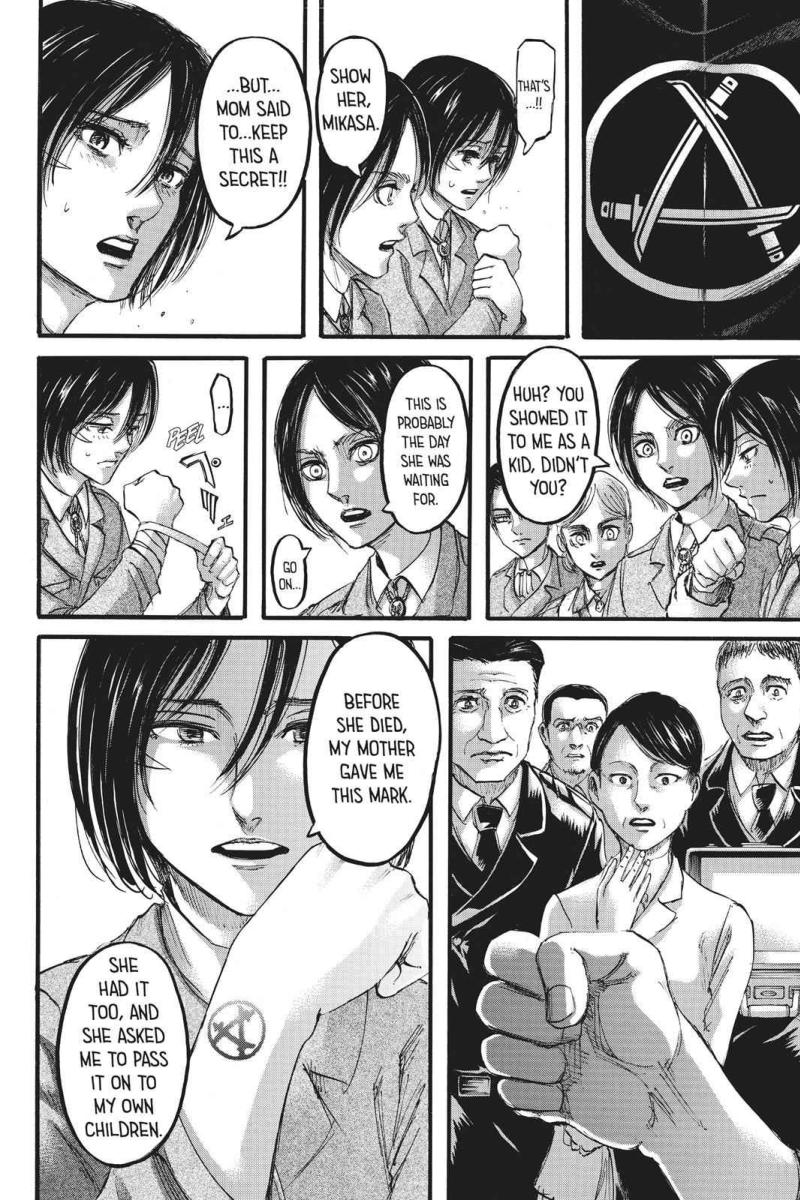 THAT'S
...!!
SHOW
HER,
MIKASA.
...BUT...
MOM SAID
TO...KEEP
THIS A
SECRET!!
HUH? YOU
SHOWED IT
TO ME AS A
KID, DIDN'T
YOU?
THIS IS
PROBABLY
THE DAY
SHE WAS
WAITING
FOR.
GO
ON...
...
PEEL
ペ
リ
ェ
BEFORE
SHE DIED,
MY MOTHER
GAVE ME
THIS MARK.
SHE
HAD IT
TOO, AND
SHE ASKED
ME TO PASS
IT ON TO
MY OWN
CHILDREN.